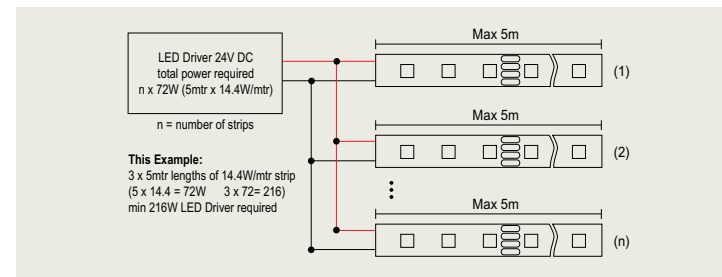 LED Driver 24V DC
total power required
n x 72W (5mtr x 14.4W/mtr)
n = number of strips
This Example:
3 x 5mtr lengths of 14.4W/mtr strip
(5 x 14.4 = 72W 3 x 72= 216)
min 216W LED Driver required
Max 5m
(1)
Max 5m
(2)
Max 5m
(n)